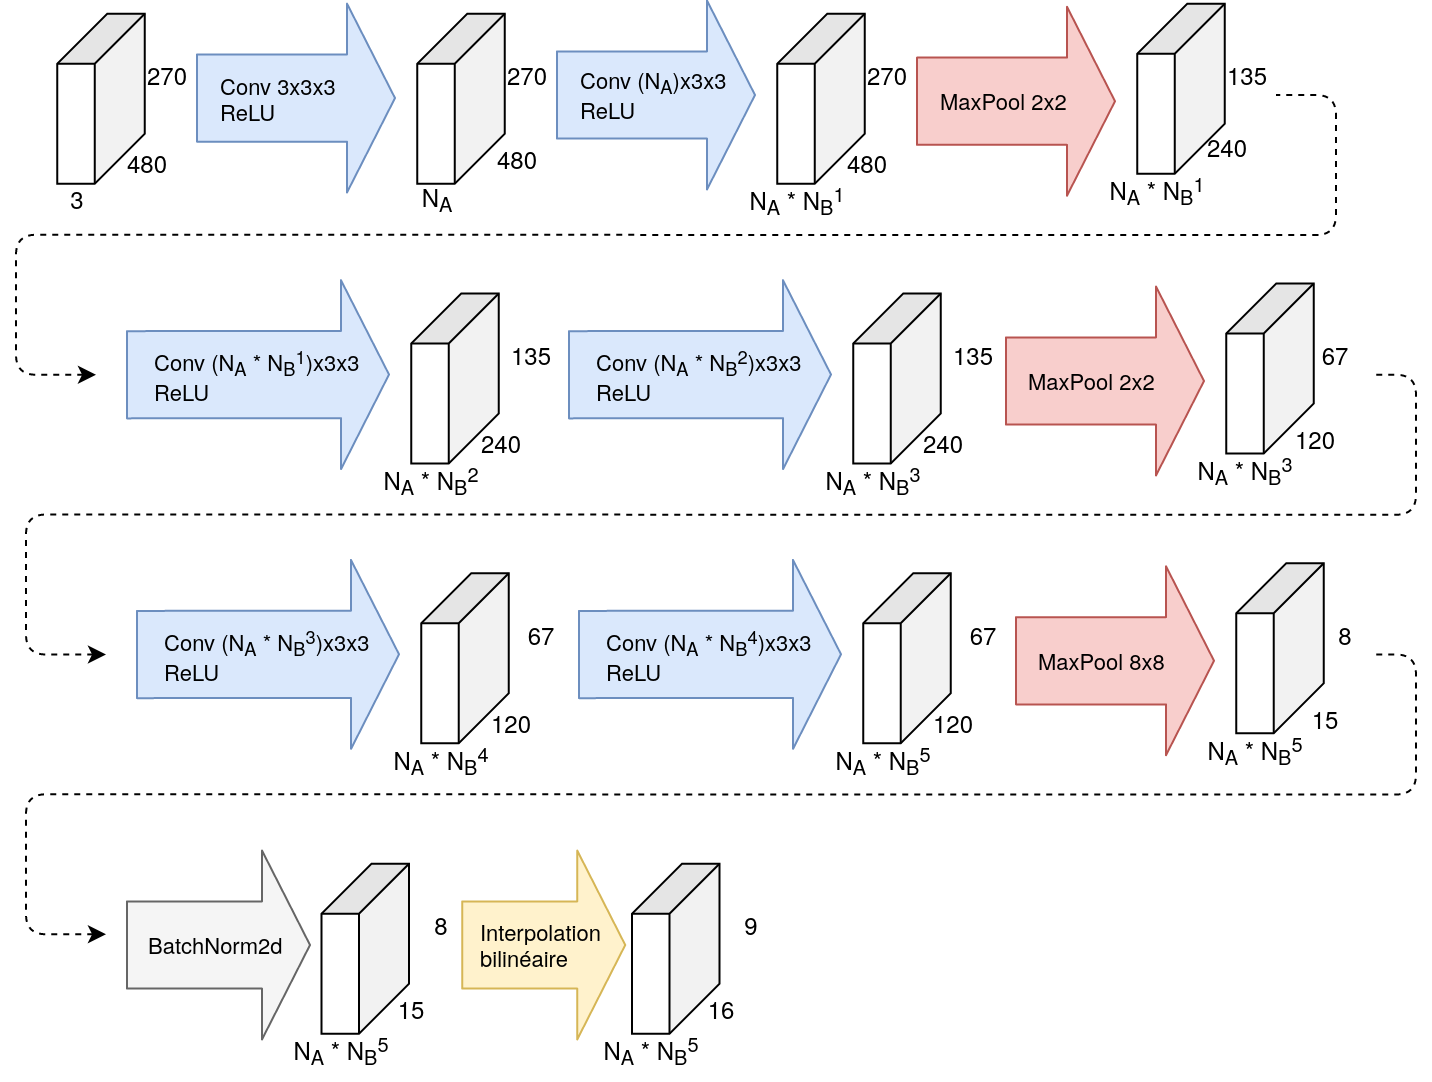 270
480
3
Conv 3x3x3
ReLU
270
480
N_A
Conv (N_A)x3x3
ReLU
270
480
N_A * N_B^1
MaxPool 2x2
135
240
N_A * N_B^1
Conv (N_A * N_B^1)x3x3
ReLU
135
240
N_A * N_B^2
Conv (N_A * N_B^2)x3x3
ReLU
135
240
N_A * N_B^3
MaxPool 2x2
67
120
N_A * N_B^3
Conv (N_A * N_B^3)x3x3
ReLU
67
120
N_A * N_B^4
Conv (N_A * N_B^4)x3x3
ReLU
67
120
N_A * N_B^5
MaxPool 8x8
8
15
N_A * N_B^5
BatchNorm2d
8
15
N_A * N_B^5
Interpolation
bilinéaire
9
16
N_A * N_B^5